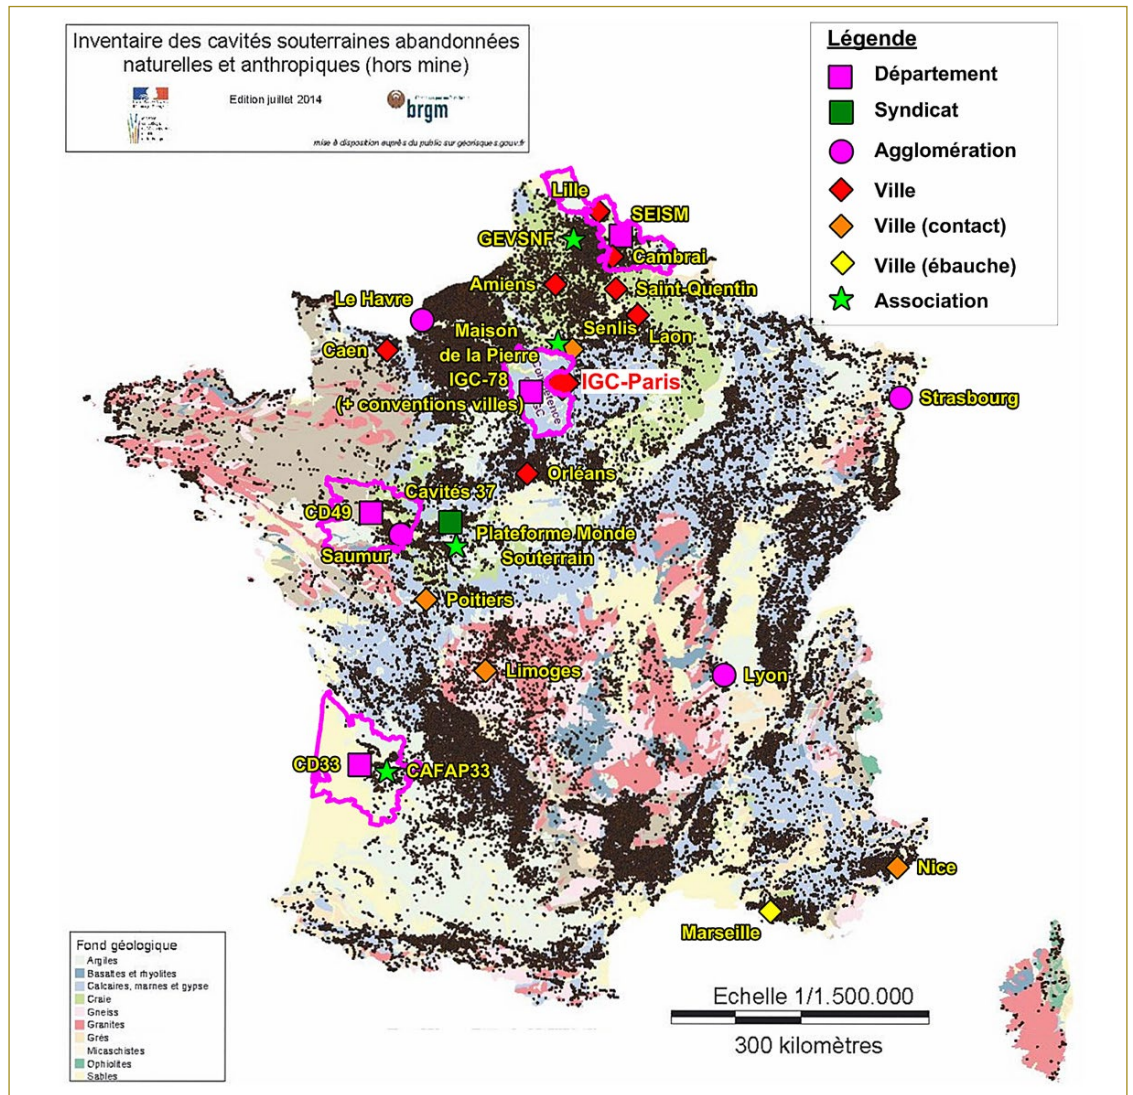 Inventaire des cavités souterraines abandonnées
naturelles et anthropiques (hors mine)
Edition juillet 2014
brgm
mise à disposition auprès du public sur géorisques.gouv.fr
Légende
Département
Syndicat
Agglomération
Ville
Ville (contact)
Ville (ébauche)
Association
Lille
SEISM
GEVSNF
Cambrai
Amiens
Saint-Quentin
Le Havre
Senlis
Laon
Maison
de la Pierre
Caen
IGC-78
(+ conventions villes)
IGC-Paris
Strasbourg
Orléans
Cavités 37
CD49
Plateforme Monde
Souterrain
Saumur
Poitiers
Limoges
Lyon
CD33
CAFAP33
Nice
Marseille
Fond géologique
Argiles
Basaltes et rhyolites
Calcaires, marnes et gypse
Craie
Gneiss
Granites
Grés
Micaschistes
Ophiolites
Sables
Echelle 1/1.500.000
300 kilomètres